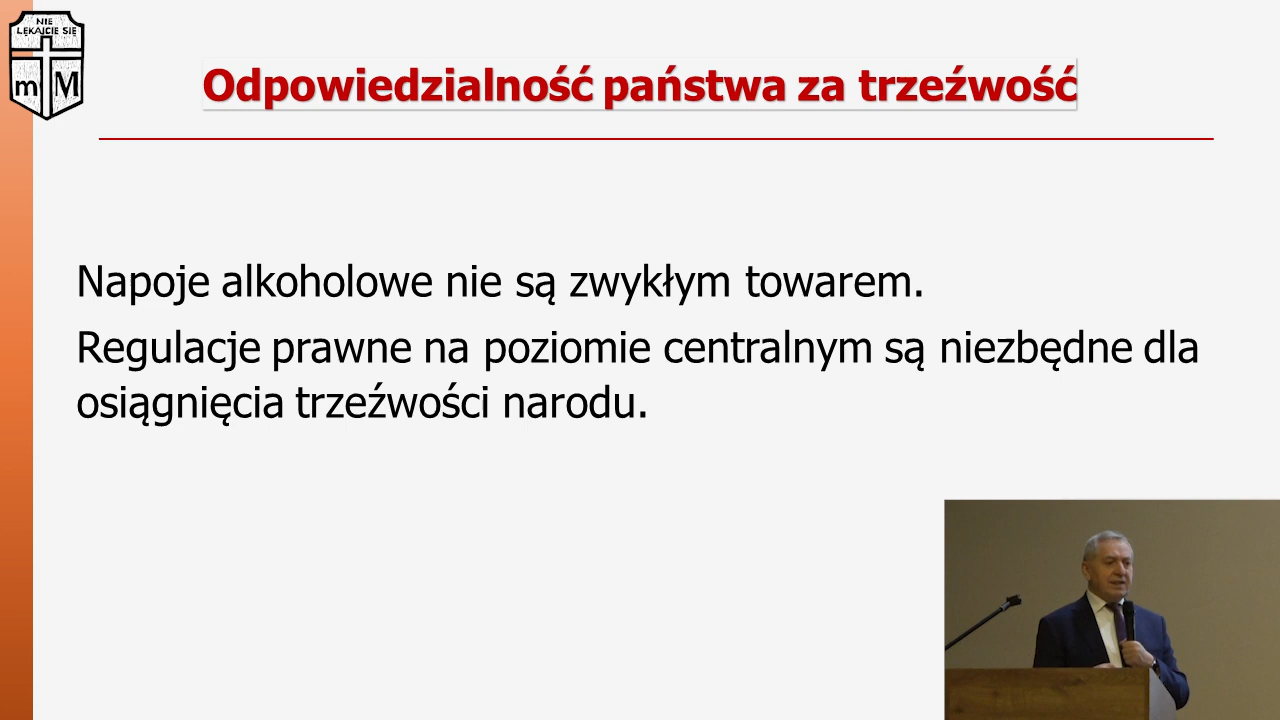 NIE
LĘKAJCIE SIĘ
m M
Odpowiedzialność państwa za trzeźwość
Napoje alkoholowe nie są zwykłym towarem.
Regulacje prawne na poziomie centralnym są niezbędne dla
osiągnięcia trzeźwości narodu.